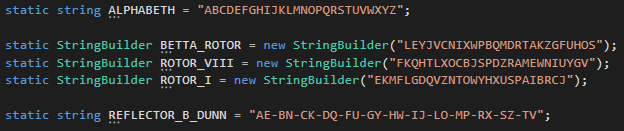 static string ALPHABETH = "ABCDEFGHIJKLMNOPQRSTUVWXYZ";
static StringBuilder BETTA_ROTOR = new StringBuilder("LEYJVCNIXWPBQMDRTAKZGFUHOS");
static StringBuilder ROTOR_VIII = new StringBuilder("FKQHTLXOCBJSPDZRAMEWNIUYGV");
static StringBuilder ROTOR_I = new StringBuilder("EKMFLGDQVZNTOWYHXUSPAIBRCJ");
static string REFLECTOR_B_DUNN = "AE-BN-CK-DQ-FU-GY-HW-IJ-LO-MP-RX-SZ-TV";